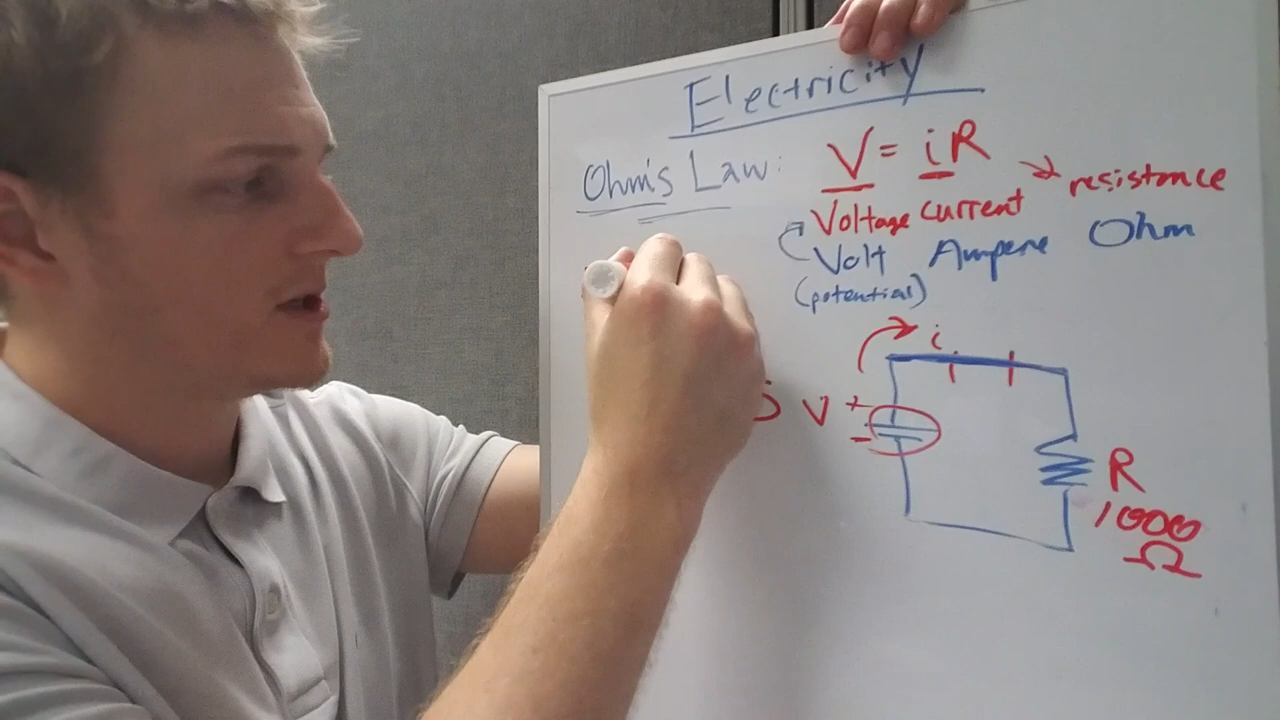 Electricity
Ohm's Law: V = iR
Voltage current resistance
Volt Ampere Ohm
(potential)
i
V +
-
R
1000
Ω